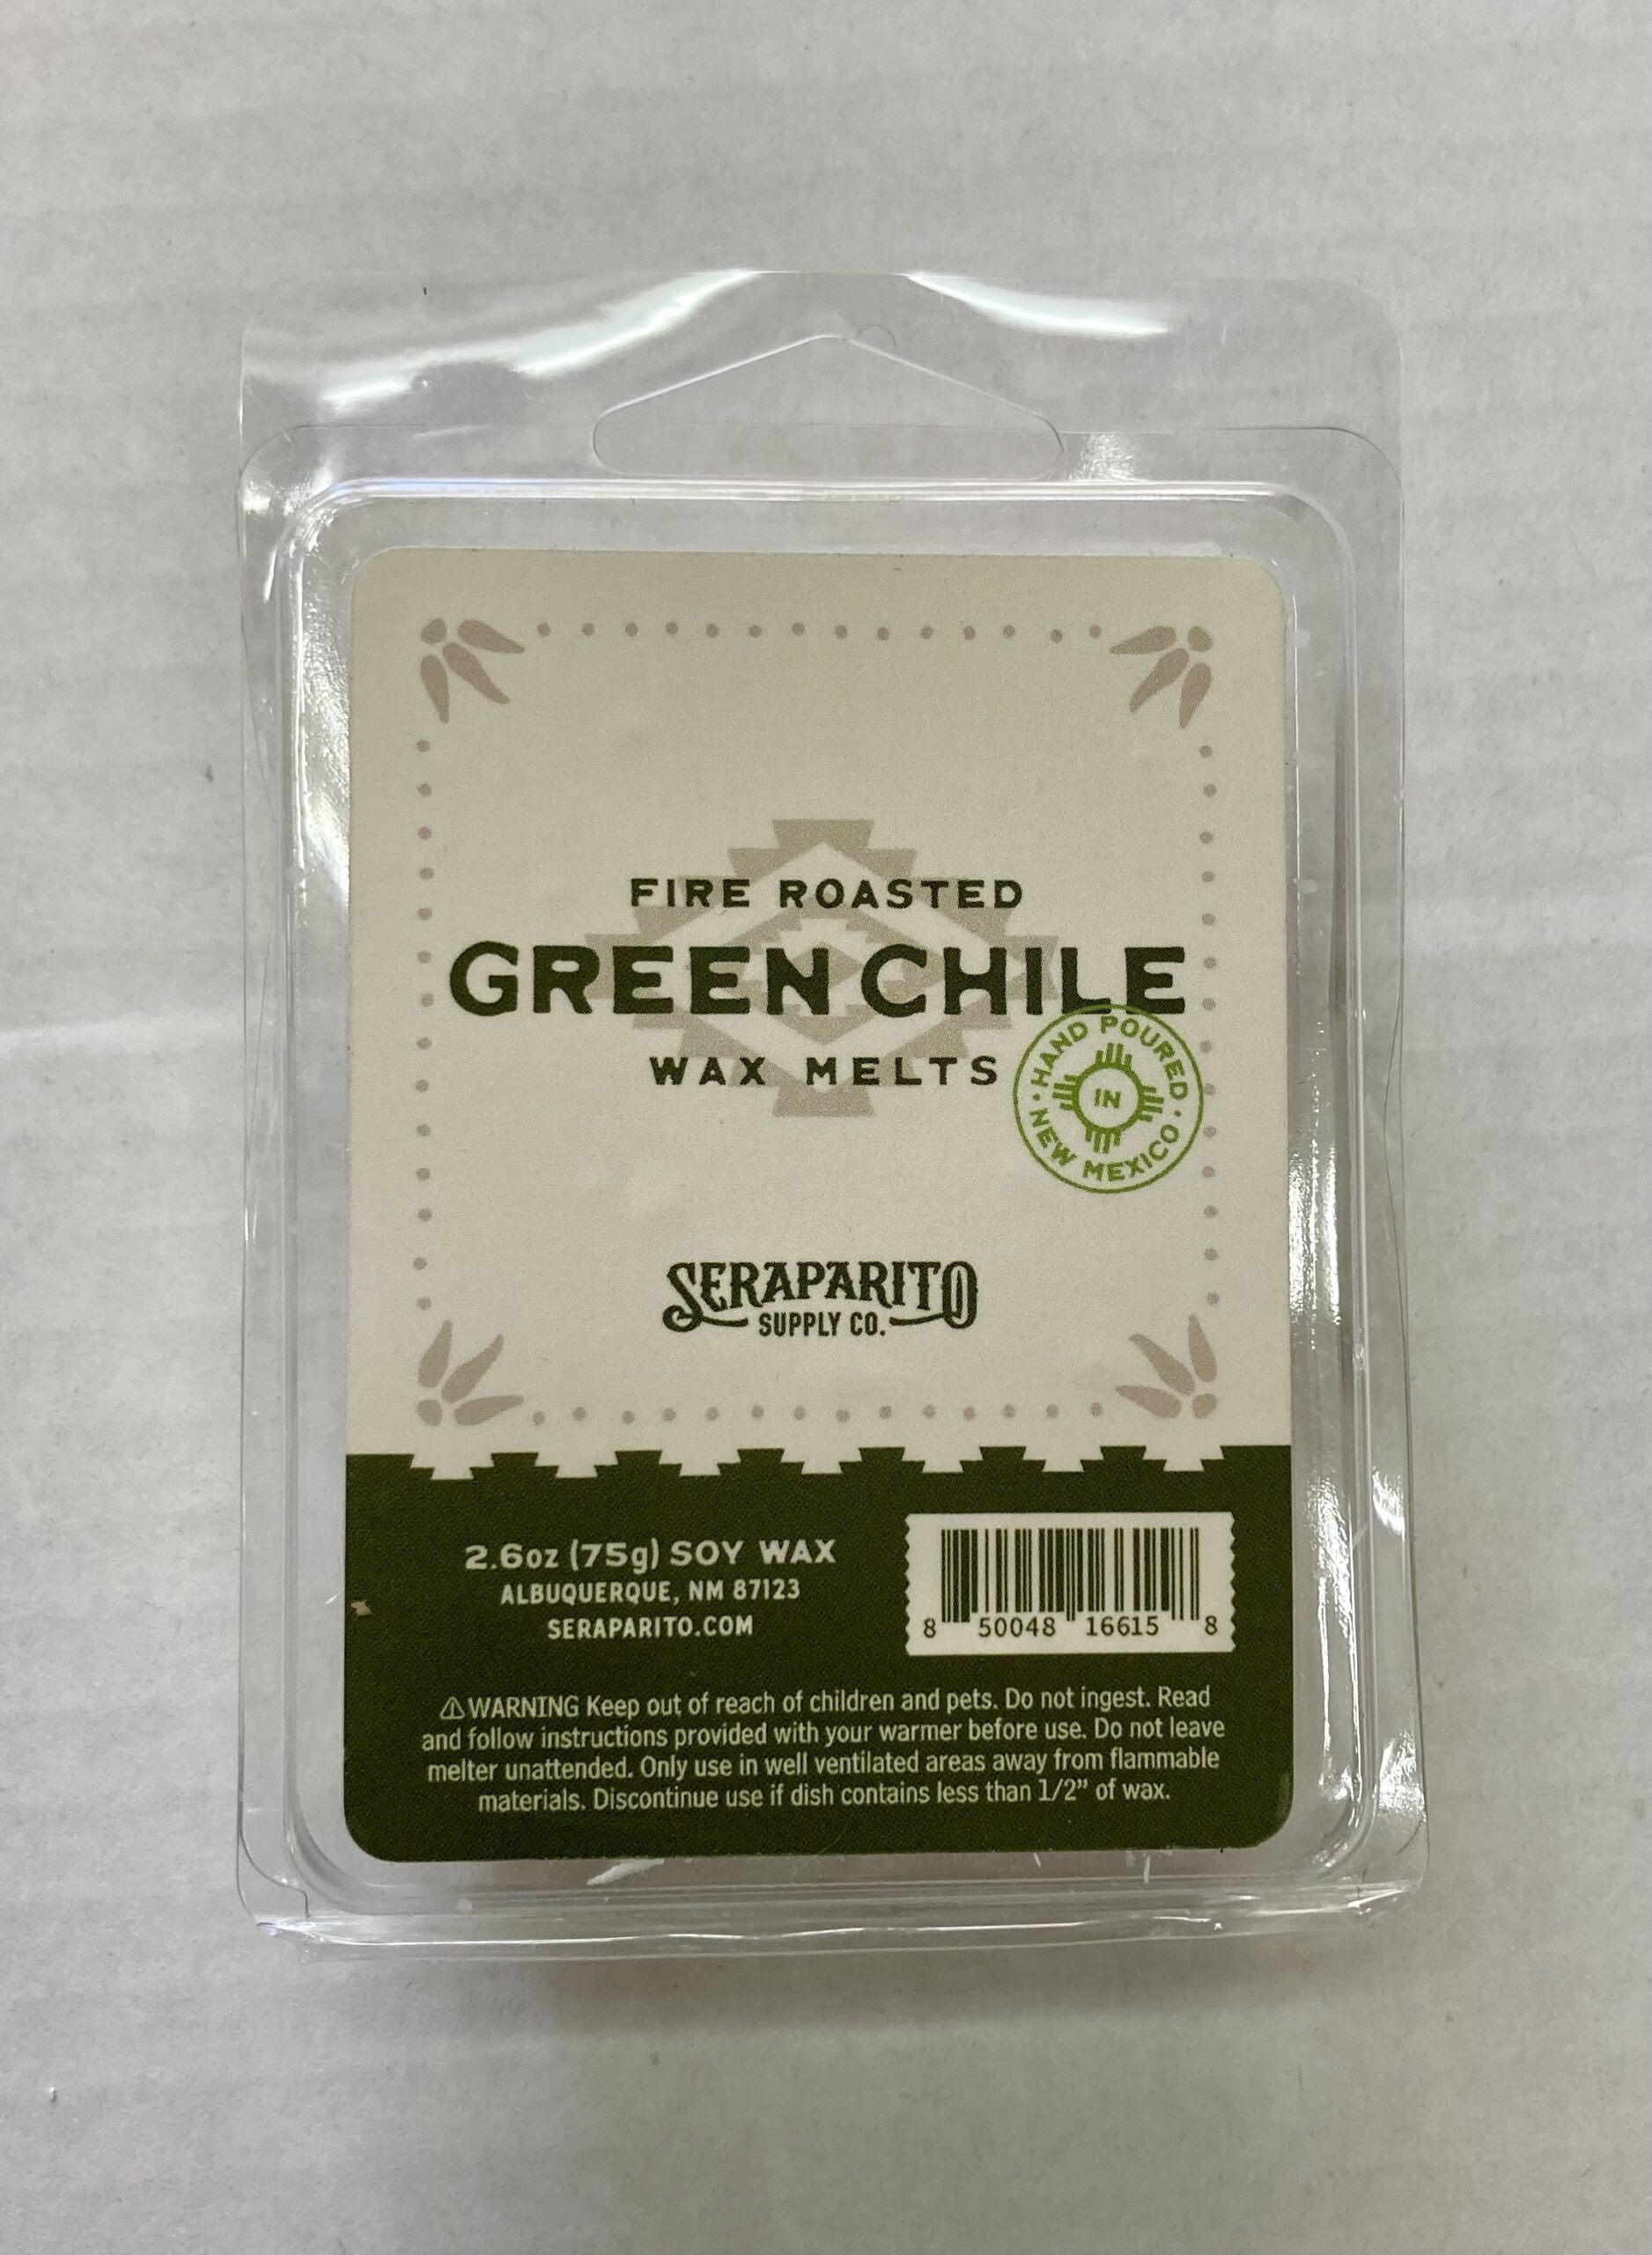 FIRE ROASTED
GREEN CHILE
WAX MELTS
HAND POURED
IN
NEW MEXICO
SERAPARITO
SUPPLY CO.
2.6oz (75g) SOY WAX
ALBUQUERQUE, NM 87123
SERAPARITO.COM
8 50048 16615 8
⚠WARNING Keep out of reach of children and pets. Do not ingest. Read
and follow instructions provided with your warmer before use. Do not leave
melter unattended. Only use in well ventilated areas away from flammable
materials. Discontinue use if dish contains less than 1/2” of wax.